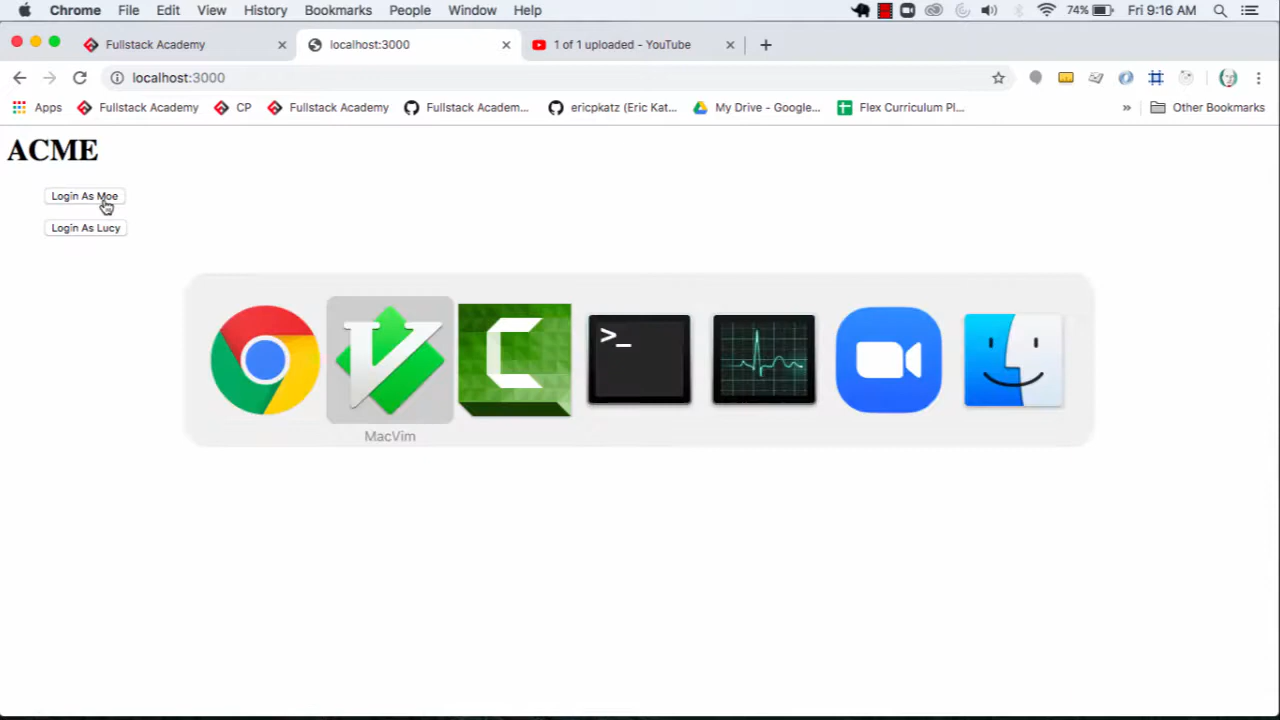 Chrome File Edit View History Bookmarks People Window Help 74% Fri 9:16 AM
Fullstack Academy localhost:3000 1 of 1 uploaded - YouTube
localhost:3000
Apps Fullstack Academy CP Fullstack Academy Fullstack Academ... ericpkatz (Eric Kat... My Drive - Google... Flex Curriculum Pl... » Other Bookmarks
ACME
Login As Moe
Login As Lucy
>_
MacVim